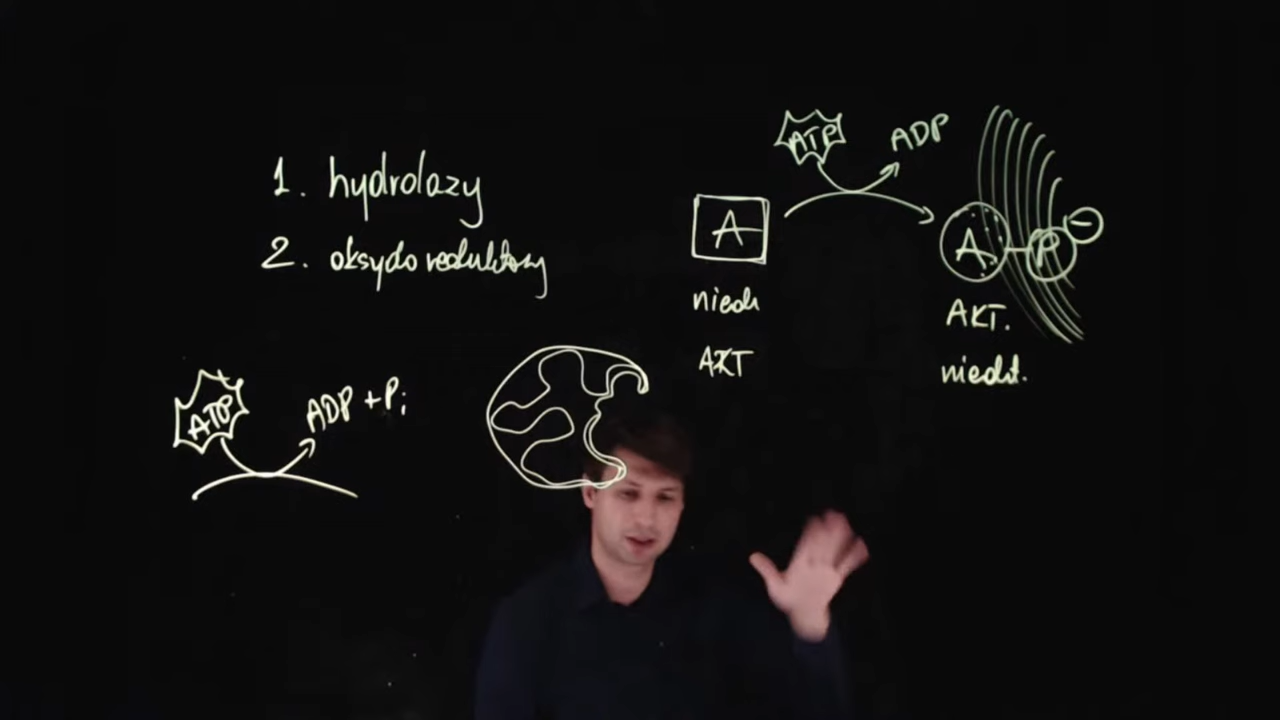 1. hydrolazy
2. oksydoreduktazy
ATP
ADP
A
A-P
-
niedt
AKT
AKT.
niedt.
ATP
ADP + Pi